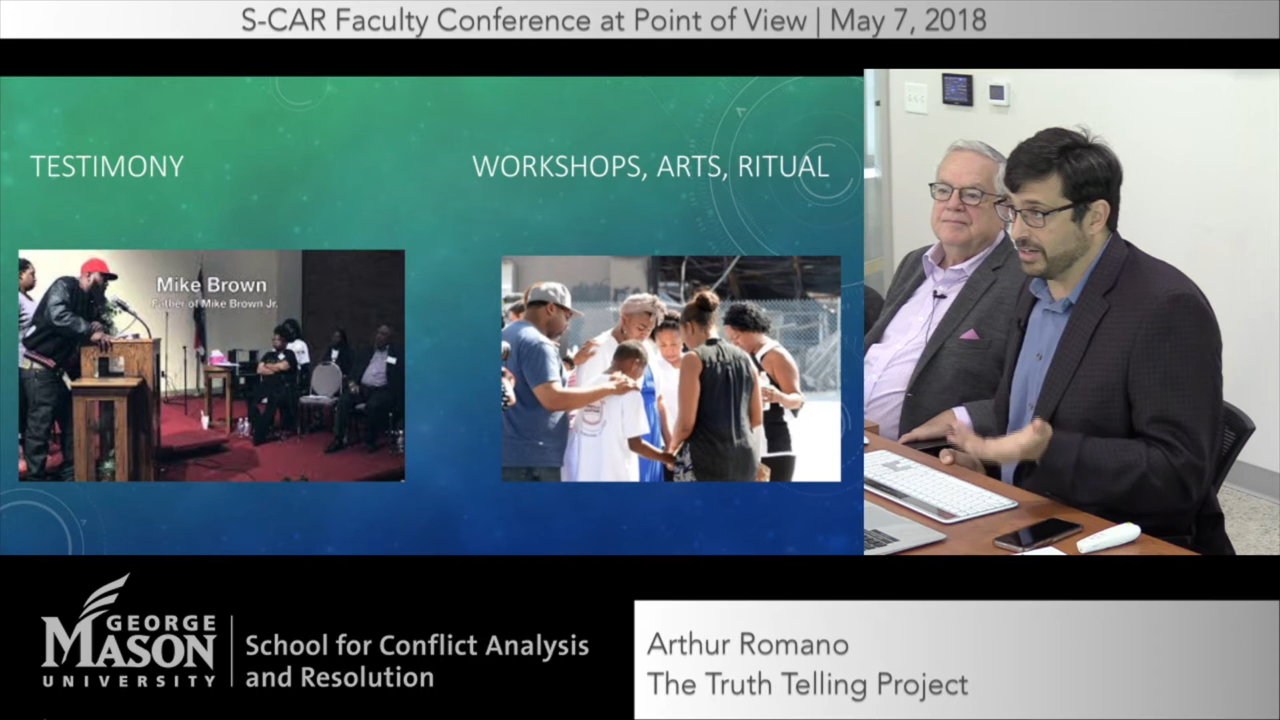 S-CAR Faculty Conference at Point of View | May 7, 2018
TESTIMONY
WORKSHOPS, ARTS, RITUAL
Mike Brown
Father of Mike Brown Jr.
GEORGE
MASON
UNIVERSITY
School for Conflict Analysis
and Resolution
Arthur Romano
The Truth Telling Project